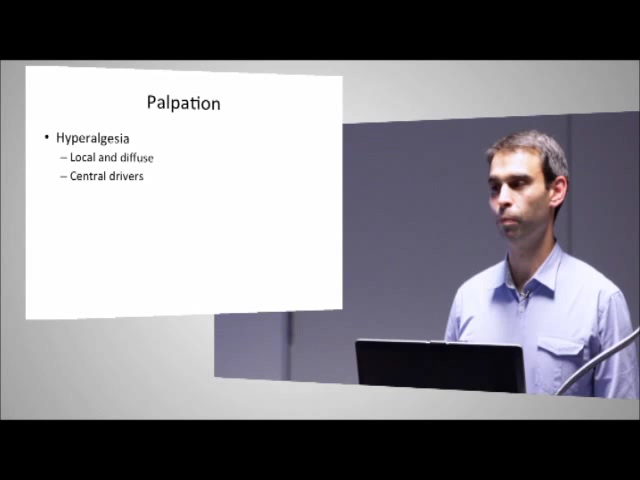 Palpation
• Hyperalgesia
– Local and diffuse
– Central drivers